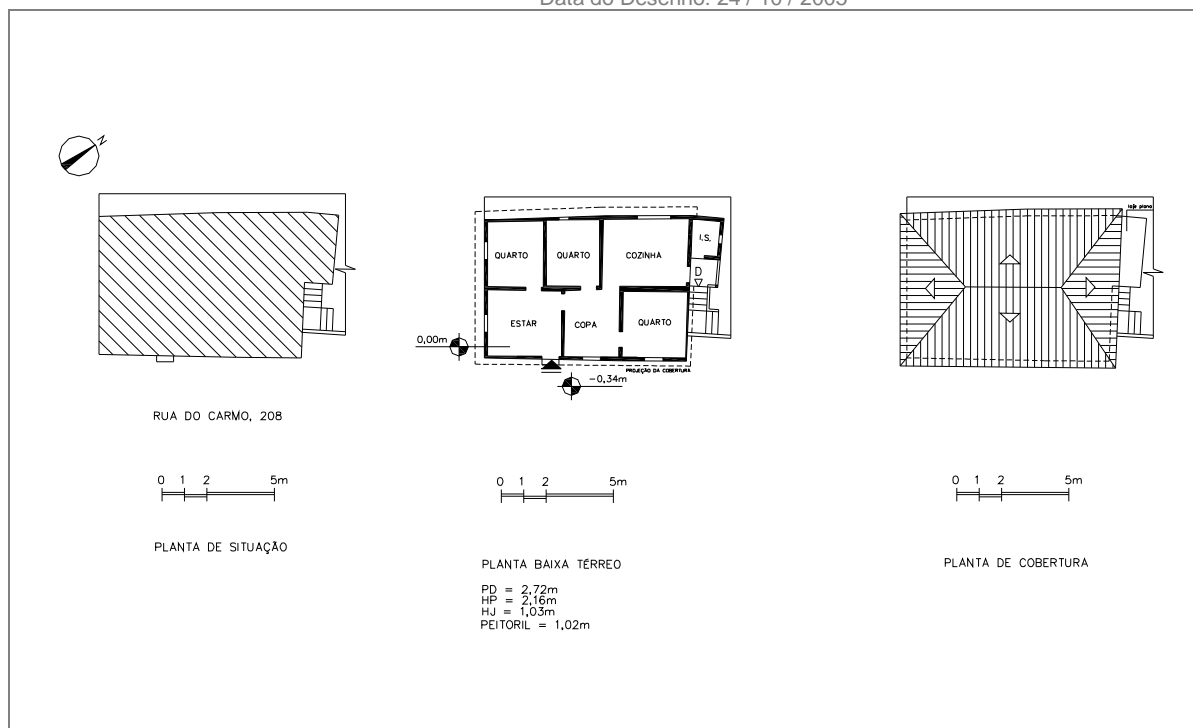 Data do Desenho: 24 / 10 / 2005
N
RUA DO CARMO, 208
0 1 2 5m
PLANTA DE SITUAÇÃO
QUARTO
QUARTO
COZINHA
I.S.
D
ESTAR
COPA
QUARTO
0,00m
PROJEÇÃO DA COBERTURA
-0,34m
0 1 2 5m
PLANTA BAIXA TÉRREO
PD = 2,72m
HP = 2,16m
HJ = 1,03m
PEITORIL = 1,02m
laje plana
0 1 2 5m
PLANTA DE COBERTURA